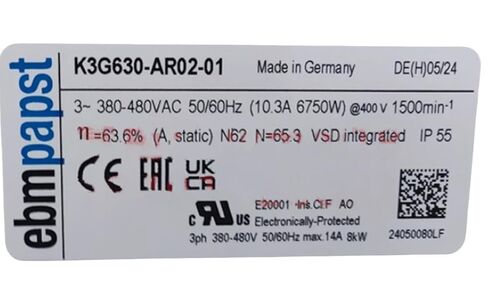 ebmpapst
K3G630-AR02-01 Made in Germany DE(H)05/24
3~ 380-480VAC 50/60Hz (10.3A 6750W) @400V 1500min-¹
η=63.6% (A, static) N62 N=65.3 VSD integrated IP 55
CE EAC UK CA
E20001 Ins.Cl.F AO
c RU US Electronically-Protected
3ph 380-480V 50/60Hz max.14A 8kW 24050080LF